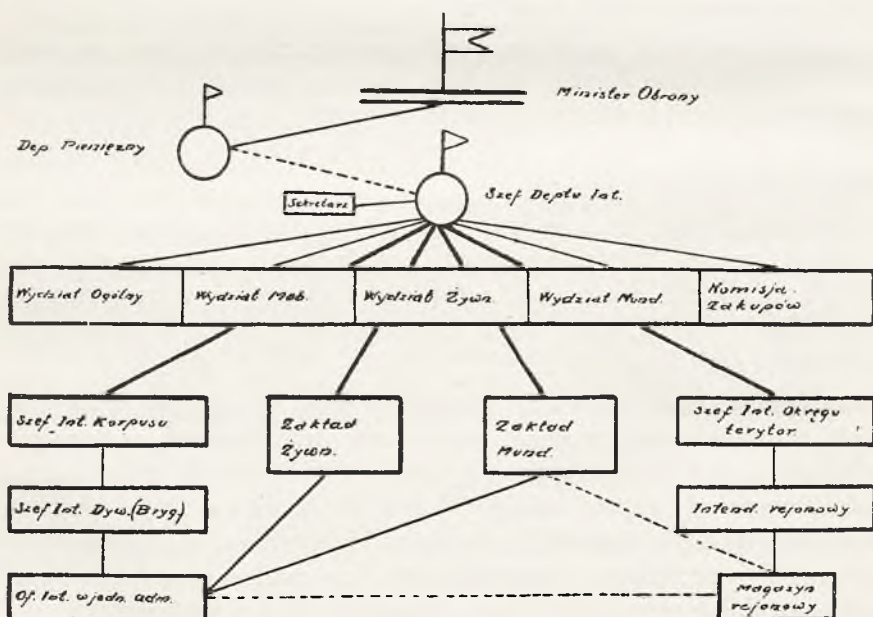 Minister Obrony
Dep. Pieniężny
Szef Deptu Int.
Sekretarz
Wydział Ogólny
Wydział Mob.
Wydział Żywn.
Wydział Mund.
Komisja
Zakupów
Szef Int. Korpusu
Zakład
Żywn.
Zakład
Mund.
Szef Int. Okręgu
terytor.
Szef Int. Dyw. (Bryg.)
Intend. rejonowy
Of. Int. w jedn. adm.
Magazyn
rejonowy